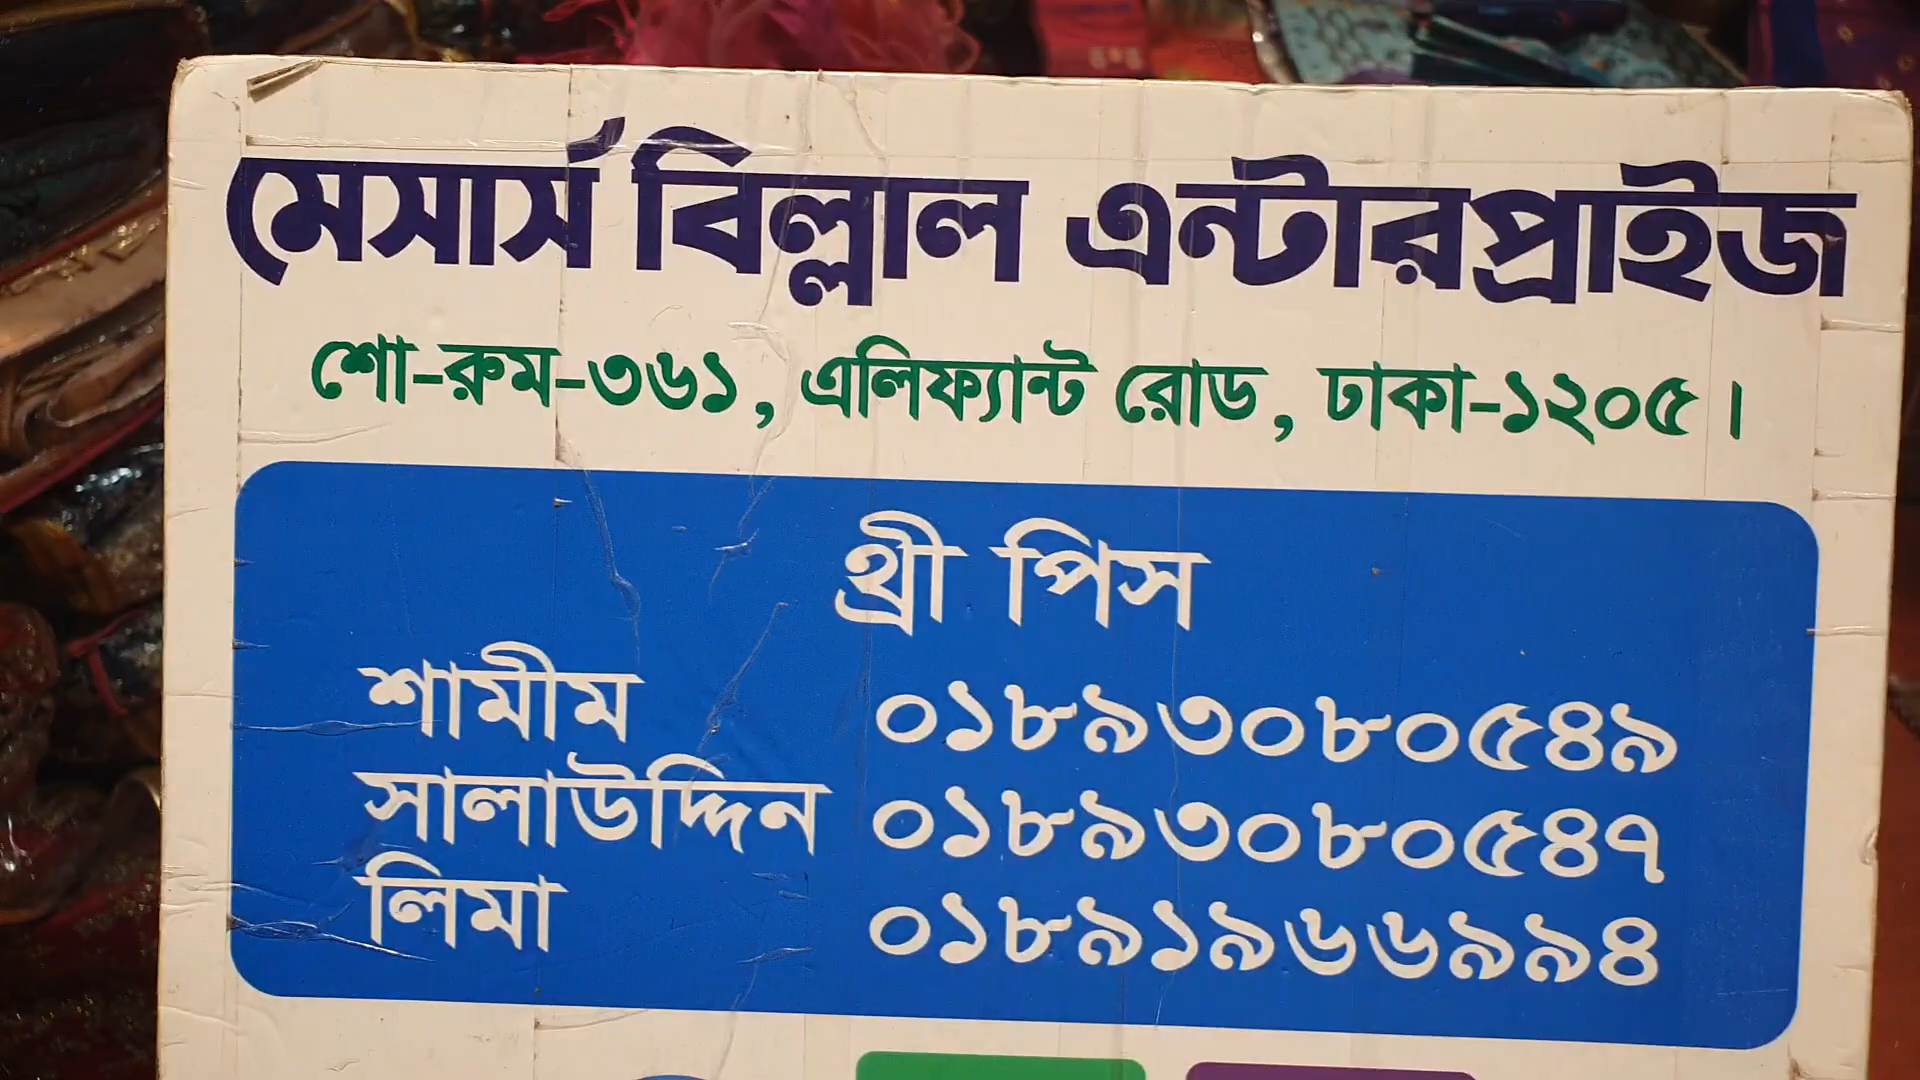 মেসার্স বিল্লাল এন্টারপ্রাইজ
শো-রুম-৩৬১, এলিফ্যান্ট রোড, ঢাকা-১২০৫।
থ্রী পিস
শামীম ০১৮৯৩০৮০৫৪৯
সালাউদ্দিন ০১৮৯৩০৮০৫৪৭
লিমা ০১৮৯১৯৬৬৯৯৪